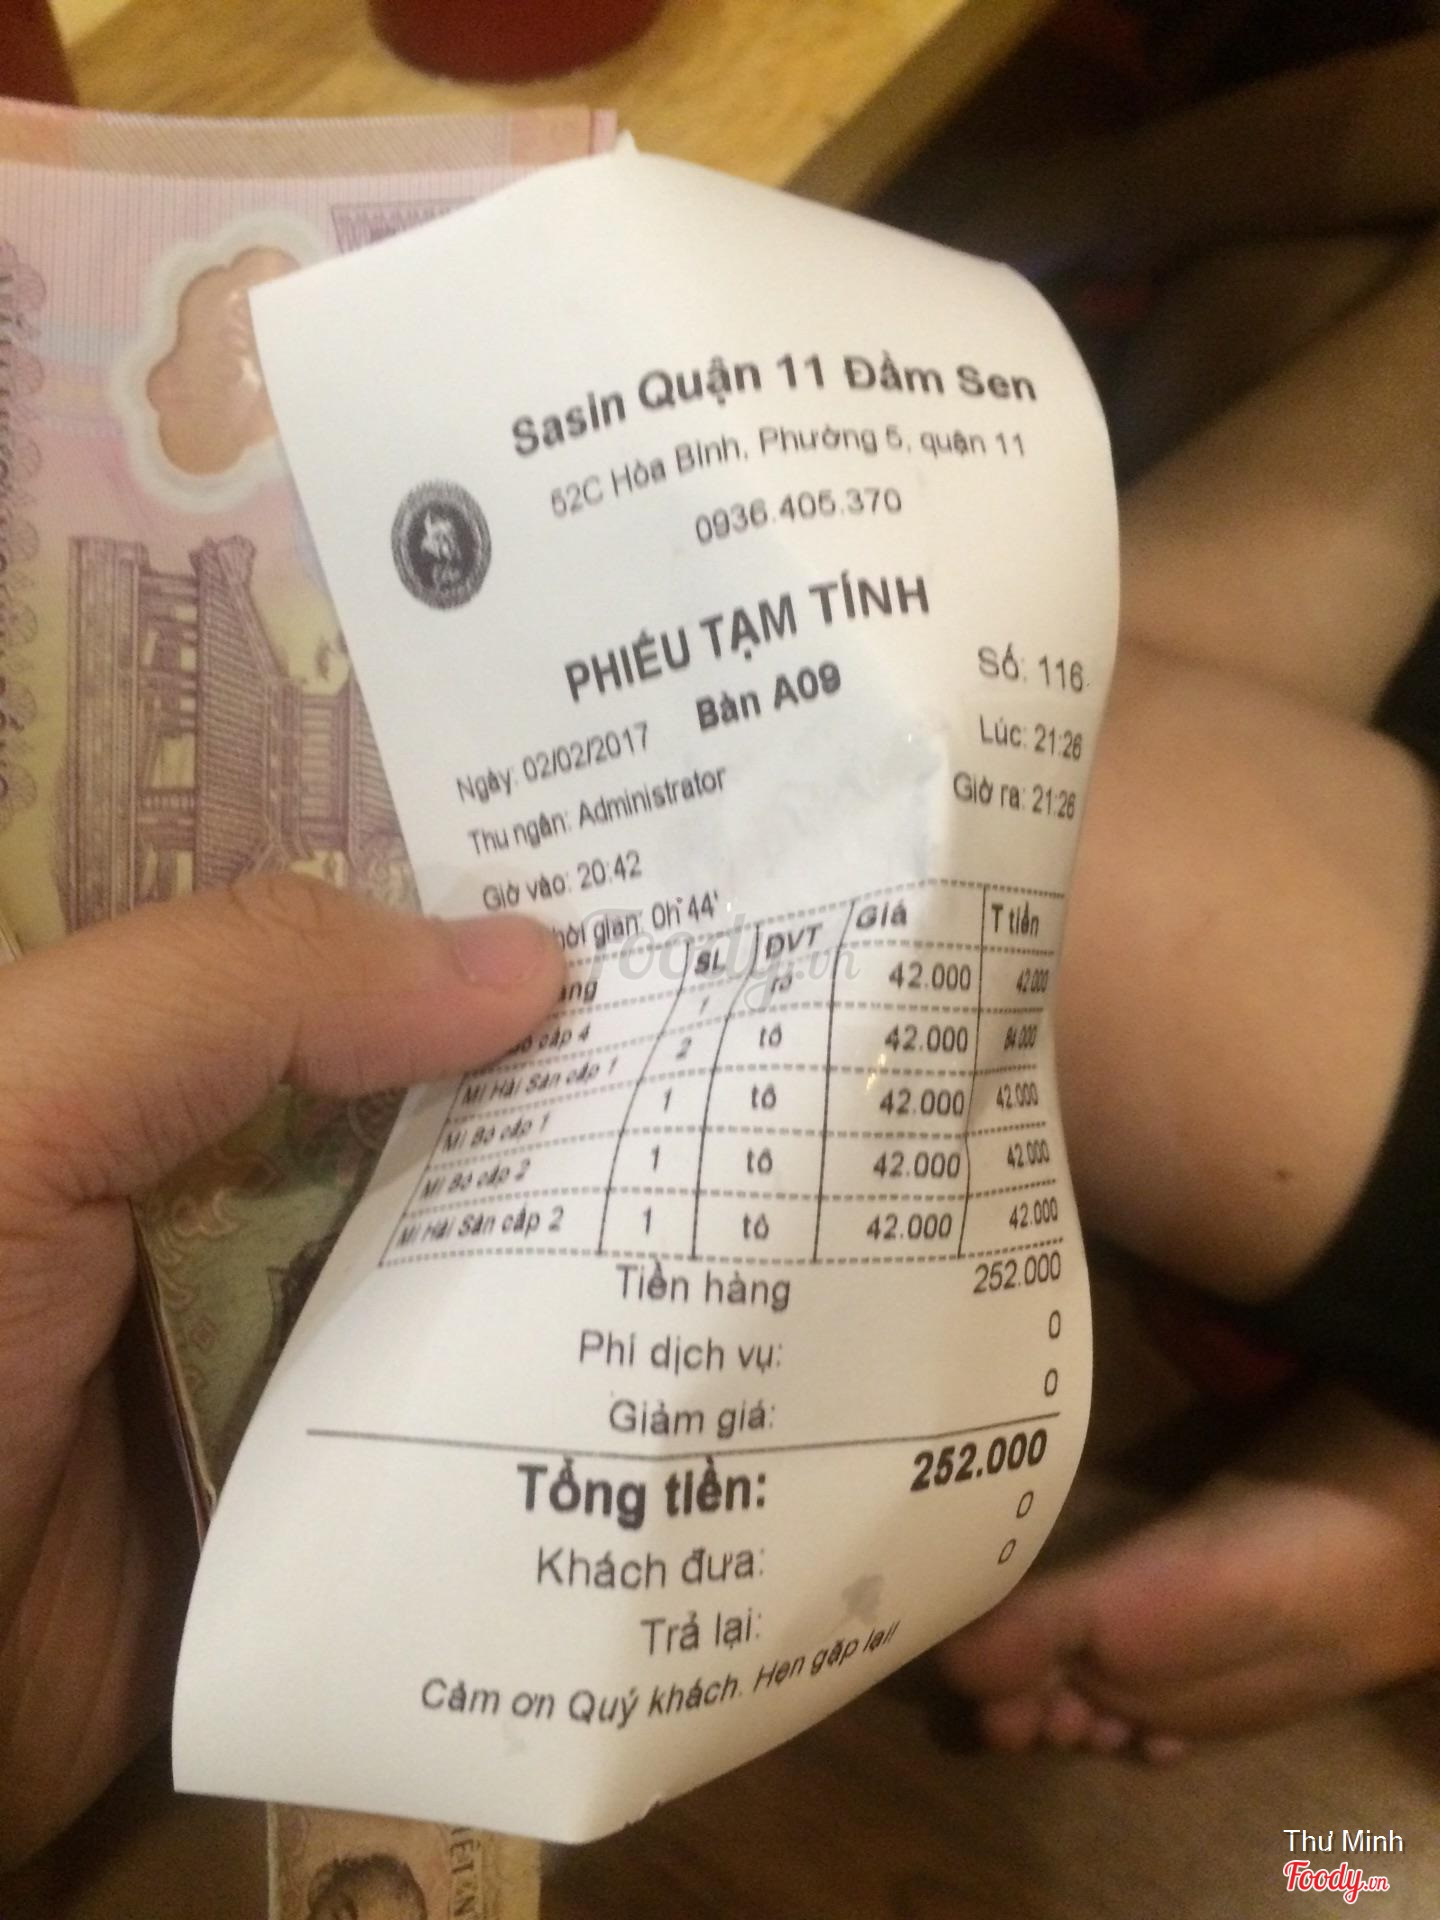 Sasin Quận 11 Đầm Sen
52C Hòa Bình, Phường 5, quận 11
0936.405.370
PHIẾU TẠM TÍNH
Số: 116
Bàn A09
Ngày: 02/02/2017 Lúc: 21:26
Thu ngân: Administrator Giờ ra: 21:26
Giờ vào: 20:42
gian: 0h 44'
SL ĐVT Giá T tiền
cấp 4 1 tô 42.000 42.000
Mì Hải Sản cấp 1 2 tô 42.000 84.000
Mì Bò cấp 1 1 tô 42.000 42.000
Mì Bò cấp 2 1 tô 42.000 42.000
Mì Hải Sản cấp 2 1 tô 42.000 42.000
Tiền hàng 252.000
Phí dịch vụ: 0
Giảm giá: 0
Tổng tiền: 252.000
Khách đưa: 0
Trả lại: 0
Cảm ơn Quý khách. Hẹn gặp lại!
Foody.vn
Thư Minh
Foody.vn